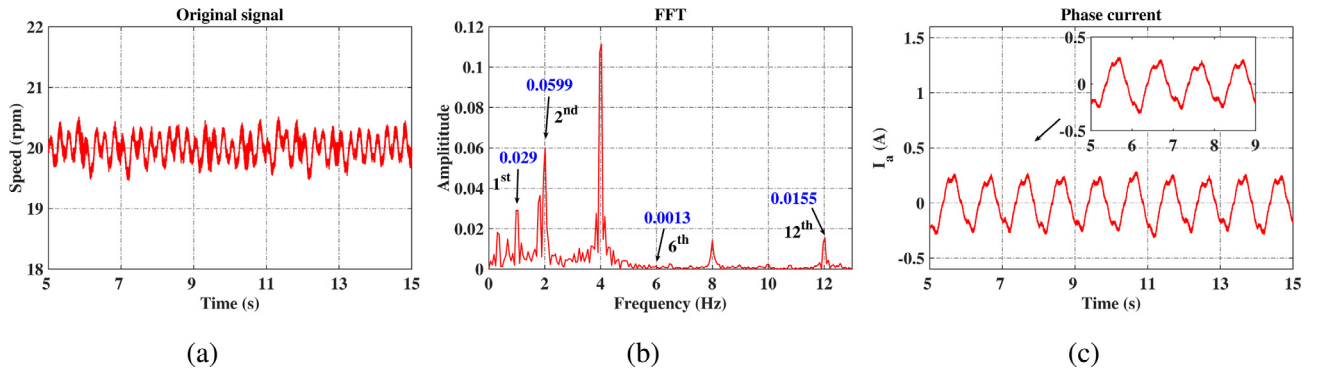 Original signal
22
21
20
19
18
Speed (rpm)
5 7 9 11 13 15
Time (s)
(a)
FFT
0.12
0.1
0.08
0.06
0.04
0.02
0
Amplititude
0.0599
2nd
0.029
1st
0.0013
6th
0.0155
12th
0 2 4 6 8 10 12
Frequency (Hz)
(b)
Phase current
1.5
1
0.5
0
-0.5
I_a (A)
0.5
0
-0.5
5 6 7 8 9
5 7 9 11 13 15
Time (s)
(c)